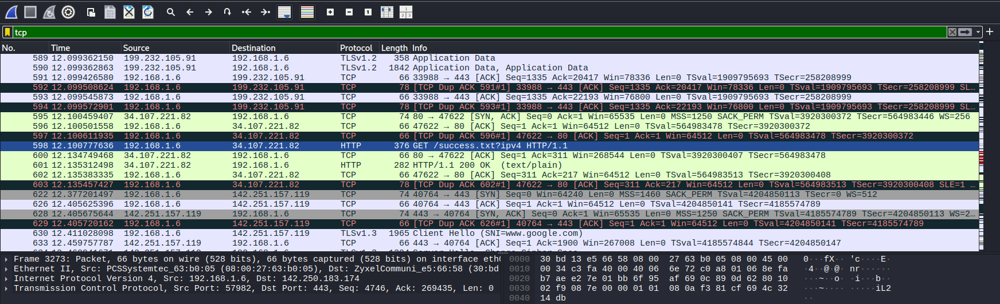 tcp
No. Time Source Destination Protocol Length Info
589 12.099362150 199.232.105.91 192.168.1.6 TLSv1.2 358 Application Data
590 12.099362863 199.232.105.91 192.168.1.6 TLSv1.2 1842 Application Data, Application Data
591 12.099426580 192.168.1.6 199.232.105.91 TCP 66 33988 → 443 [ACK] Seq=1335 Ack=20417 Win=78336 Len=0 TSval=1909795693 TSecr=258208999
592 12.099508624 192.168.1.6 199.232.105.91 TCP 78 [TCP Dup ACK 591#1] 33988 → 443 [ACK] Seq=1335 Ack=20417 Win=78336 Len=0 TSval=1909795693 TSecr=258208999 SL…
593 12.099545873 192.168.1.6 199.232.105.91 TCP 66 33988 → 443 [ACK] Seq=1335 Ack=22193 Win=76800 Len=0 TSval=1909795693 TSecr=258208999
594 12.099572901 192.168.1.6 199.232.105.91 TCP 78 [TCP Dup ACK 593#1] 33988 → 443 [ACK] Seq=1335 Ack=22193 Win=76800 Len=0 TSval=1909795693 TSecr=258208999 SL…
595 12.100459407 34.107.221.82 192.168.1.6 TCP 74 80 → 47622 [SYN, ACK] Seq=0 Ack=1 Win=65535 Len=0 MSS=1250 SACK_PERM TSval=3920300372 TSecr=564983446 WS=256
596 12.100501558 192.168.1.6 34.107.221.82 TCP 66 47622 → 80 [ACK] Seq=1 Ack=1 Win=64512 Len=0 TSval=564983478 TSecr=3920300372
597 12.100611935 192.168.1.6 34.107.221.82 TCP 66 [TCP Dup ACK 596#1] 47622 → 80 [ACK] Seq=1 Ack=1 Win=64512 Len=0 TSval=564983478 TSecr=3920300372
598 12.100777636 192.168.1.6 34.107.221.82 HTTP 376 GET /success.txt?ipv4 HTTP/1.1
600 12.134749468 34.107.221.82 192.168.1.6 TCP 66 80 → 47622 [ACK] Seq=1 Ack=311 Win=268544 Len=0 TSval=3920300407 TSecr=564983478
601 12.135312498 34.107.221.82 192.168.1.6 HTTP 282 HTTP/1.1 200 OK  (text/plain)
602 12.135383335 192.168.1.6 34.107.221.82 TCP 66 47622 → 80 [ACK] Seq=311 Ack=217 Win=64512 Len=0 TSval=564983513 TSecr=3920300408
603 12.135457427 192.168.1.6 34.107.221.82 TCP 78 [TCP Dup ACK 602#1] 47622 → 80 [ACK] Seq=311 Ack=217 Win=64512 Len=0 TSval=564983513 TSecr=3920300408 SLE=1 …
622 12.377201497 192.168.1.6 142.251.157.119 TCP 74 40764 → 443 [SYN] Seq=0 Win=64240 Len=0 MSS=1460 SACK_PERM TSval=4204850113 TSecr=0 WS=512
626 12.405625396 192.168.1.6 142.251.157.119 TCP 66 40764 → 443 [ACK] Seq=1 Ack=1 Win=64512 Len=0 TSval=4204850141 TSecr=4185574789
628 12.405675644 142.251.157.119 192.168.1.6 TCP 74 443 → 40764 [SYN, ACK] Seq=0 Ack=1 Win=65535 Len=0 MSS=1250 SACK_PERM TSval=4185574789 TSecr=4204850113 WS=2…
629 12.405720162 192.168.1.6 142.251.157.119 TCP 66 [TCP Dup ACK 626#1] 40764 → 443 [ACK] Seq=1 Ack=1 Win=64512 Len=0 TSval=4204850141 TSecr=4185574789
630 12.411028098 192.168.1.6 142.251.157.119 TLSv1.3 1965 Client Hello (SNI=www.google.com)
633 12.459757787 142.251.157.119 192.168.1.6 TCP 66 443 → 40764 [ACK] Seq=1 Ack=1900 Win=267008 Len=0 TSval=4185574844 TSecr=4204850147
Frame 3273: Packet, 66 bytes on wire (528 bits), 66 bytes captured (528 bits) on interface eth0
Ethernet II, Src: PCSSystemtec_63:b0:05 (08:00:27:63:b0:05), Dst: ZyxelCommuni_e5:66:58 (30:bd
Internet Protocol Version 4, Src: 192.168.1.6, Dst: 142.250.183.174
Transmission Control Protocol, Src Port: 57982, Dst Port: 443, Seq: 4746, Ack: 269435, Len: 0
0000 30 bd 13 e5 66 58 08 00 27 63 b0 05 08 00 45 00 0···fX·· 'c····E·
0010 00 34 c3 fa 40 00 40 06 6e 72 c0 a8 01 06 8e fa ·4··@·@· nr······
0020 b7 ae e2 7e 01 bb 6f 95 af 69 0c 89 0d 62 80 10 ···~··o· ·i···b··
0030 02 f9 08 7e 00 00 01 01 08 0a f3 81 cf 69 4c 32 ···~···· ·····iL2
0040 14 db ··